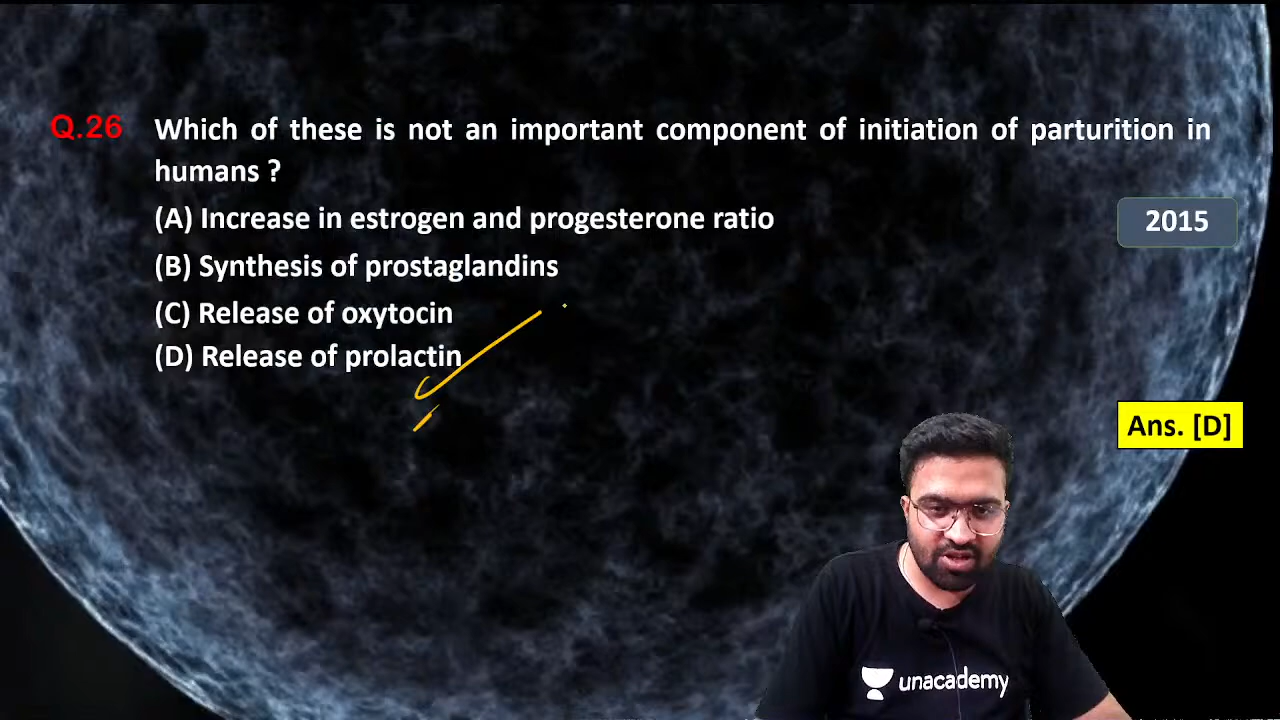 Q.26 Which of these is not an important component of initiation of parturition in
humans ?
(A) Increase in estrogen and progesterone ratio
2015
(B) Synthesis of prostaglandins
(C) Release of oxytocin
(D) Release of prolactin
Ans. [D]
unacademy